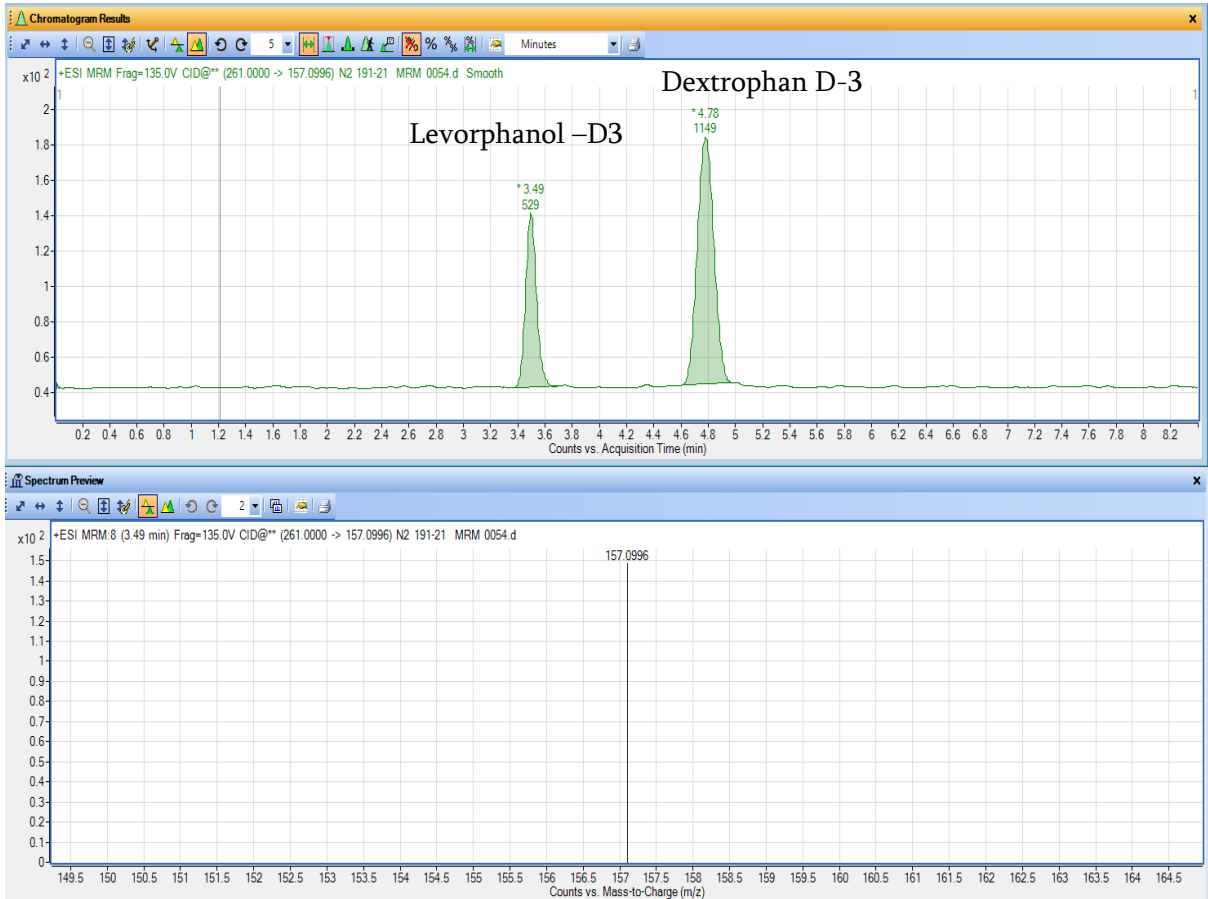 Chromatogram Results x
5 Minutes
x10 2 +ESI MRM Frag=135.0V CID@** (261.0000 -> 157.0996) N2 191-21 MRM 0054.d Smooth
1 1
Dextrophan D-3
Levorphanol –D3
* 4.78
1149
* 3.49
529
2
1.8
1.6
1.4
1.2
1
0.8
0.6
0.4
0.2 0.4 0.6 0.8 1 1.2 1.4 1.6 1.8 2 2.2 2.4 2.6 2.8 3 3.2 3.4 3.6 3.8 4 4.2 4.4 4.6 4.8 5 5.2 5.4 5.6 5.8 6 6.2 6.4 6.6 6.8 7 7.2 7.4 7.6 7.8 8 8.2
Counts vs. Acquisition Time (min)
Spectrum Preview x
2
x10 2 +ESI MRM:8 (3.49 min) Frag=135.0V CID@** (261.0000 -> 157.0996) N2 191-21 MRM 0054.d
157.0996
1.5
1.4
1.3
1.2
1.1
1
0.9
0.8
0.7
0.6
0.5
0.4
0.3
0.2
0.1
0
149.5 150 150.5 151 151.5 152 152.5 153 153.5 154 154.5 155 155.5 156 156.5 157 157.5 158 158.5 159 159.5 160 160.5 161 161.5 162 162.5 163 163.5 164 164.5
Counts vs. Mass-to-Charge (m/z)